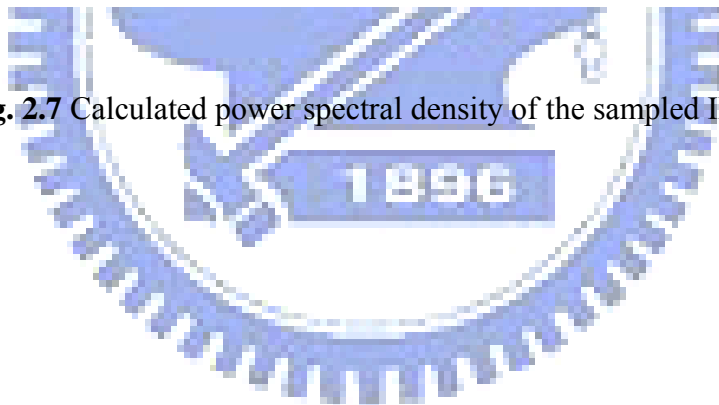 g. 2.7 Calculated power spectral density of the sampled I
1896